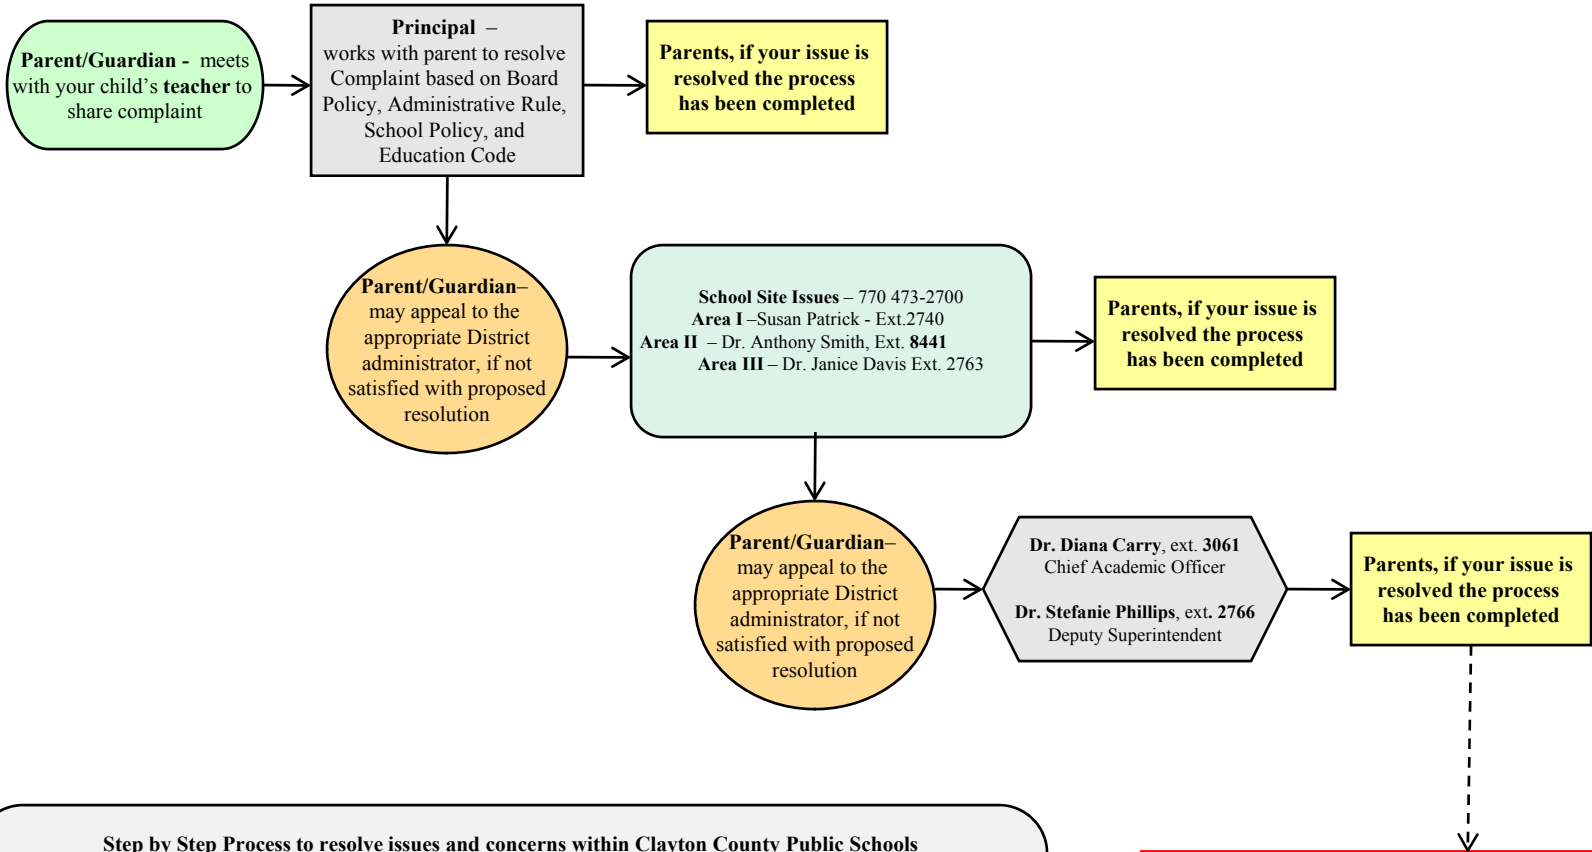 Parent/Guardian - meets
with your child’s teacher to
share complaint
Principal –
works with parent to resolve
Complaint based on Board
Policy, Administrative Rule,
School Policy, and
Education Code
Parents, if your issue is
resolved the process
has been completed
Parent/Guardian–
may appeal to the
appropriate District
administrator, if not
satisfied with proposed
resolution
School Site Issues – 770 473-2700
Area I –Susan Patrick - Ext.2740
Area II – Dr. Anthony Smith, Ext. 8441
Area III – Dr. Janice Davis Ext. 2763
Parents, if your issue is
resolved the process
has been completed
Parent/Guardian–
may appeal to the
appropriate District
administrator, if not
satisfied with proposed
resolution
Dr. Diana Carry, ext. 3061
Chief Academic Officer
Dr. Stefanie Phillips, ext. 2766
Deputy Superintendent
Parents, if your issue is
resolved the process
has been completed
Step by Step Process to resolve issues and concerns within Clayton County Public Schools